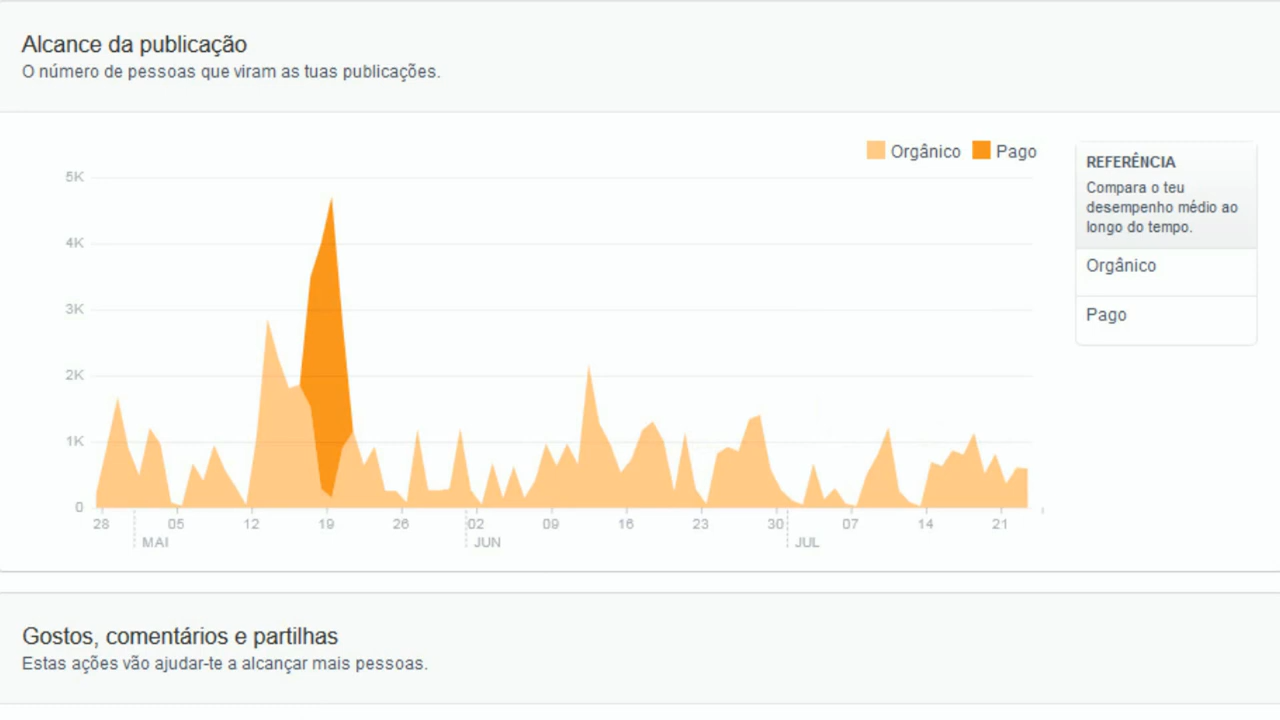 Alcance da publicação
O número de pessoas que viram as tuas publicações.
Orgânico Pago
REFERÊNCIA
Compara o teu
desempenho médio ao
longo do tempo.
Orgânico
Pago
5K
4K
3K
2K
1K
0
28 05 12 19 26 02 09 16 23 30 07 14 21
MAI JUN JUL
Gostos, comentários e partilhas
Estas ações vão ajudar-te a alcançar mais pessoas.